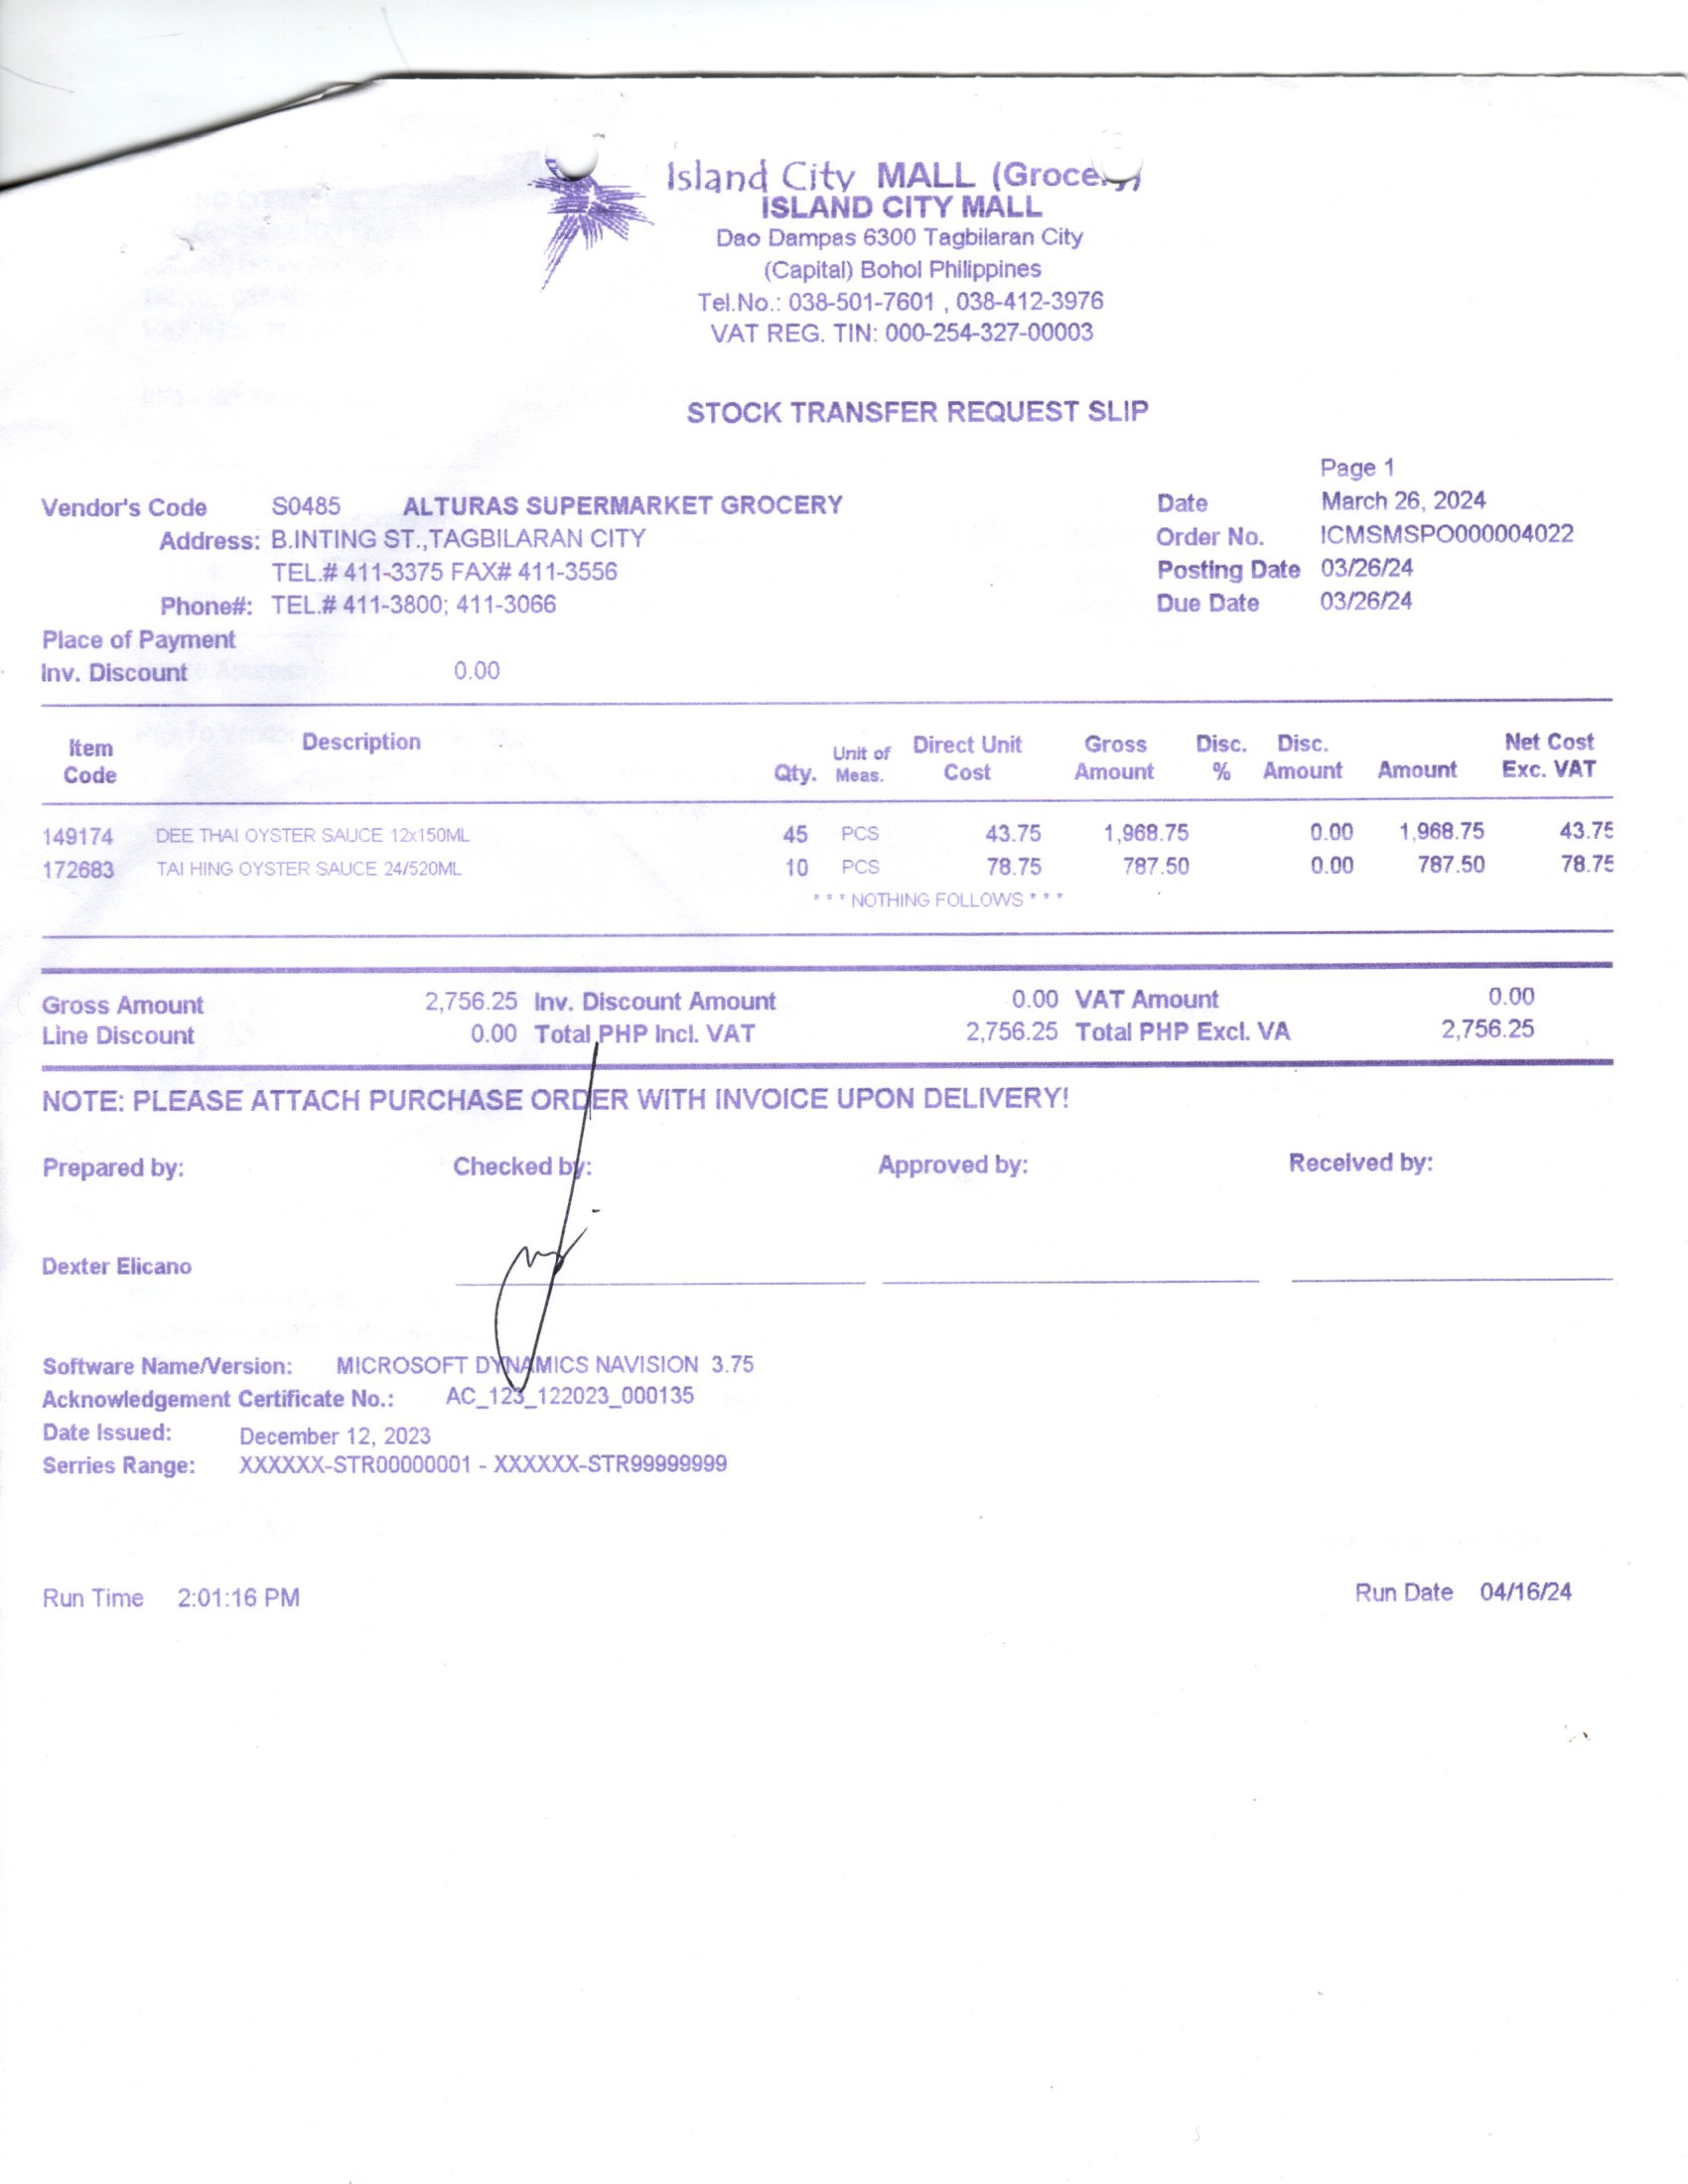 Island City MALL (Grocery)
ISLAND CITY MALL
Dao Dampas 6300 Tagbilaran City
(Capital) Bohol Philippines
Tel.No.: 038-501-7601 , 038-412-3976
VAT REG. TIN: 000-254-327-00003
STOCK TRANSFER REQUEST SLIP
Page 1
Vendor's Code S0485 ALTURAS SUPERMARKET GROCERY Date March 26, 2024
Address: B.INTING ST.,TAGBILARAN CITY Order No. ICMSMSPO000004022
TEL.# 411-3375 FAX# 411-3556 Posting Date 03/26/24
Phone#: TEL.# 411-3800; 411-3066 Due Date 03/26/24
Place of Payment
Inv. Discount 0.00
Item Code Description Qty. Unit of Meas. Direct Unit Cost Gross Amount Disc. % Disc. Amount Amount Net Cost Exc. VAT
149174 DEE THAI OYSTER SAUCE 12x150ML 45 PCS 43.75 1,968.75 0.00 1,968.75 43.75
172683 TAI HING OYSTER SAUCE 24/520ML 10 PCS 78.75 787.50 0.00 787.50 78.75
* * * NOTHING FOLLOWS * * *
Gross Amount 2,756.25 Inv. Discount Amount 0.00 VAT Amount 0.00
Line Discount 0.00 Total PHP Incl. VAT 2,756.25 Total PHP Excl. VA 2,756.25
NOTE: PLEASE ATTACH PURCHASE ORDER WITH INVOICE UPON DELIVERY!
Prepared by: Checked by: Approved by: Received by:
Dexter Elicano
Software Name/Version: MICROSOFT DYNAMICS NAVISION 3.75
Acknowledgement Certificate No.: AC_123_122023_000135
Date Issued: December 12, 2023
Serries Range: XXXXXX-STR00000001 - XXXXXX-STR99999999
Run Time 2:01:16 PM Run Date 04/16/24